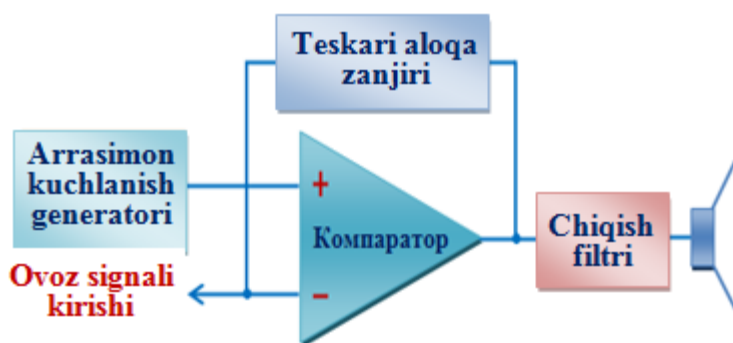 Teskari aloqa
zanjiri
Arrasimon
kuchlanish
generatori
+
Компаратор
Chiqish
filtri
Ovoz signali
kirishi
−